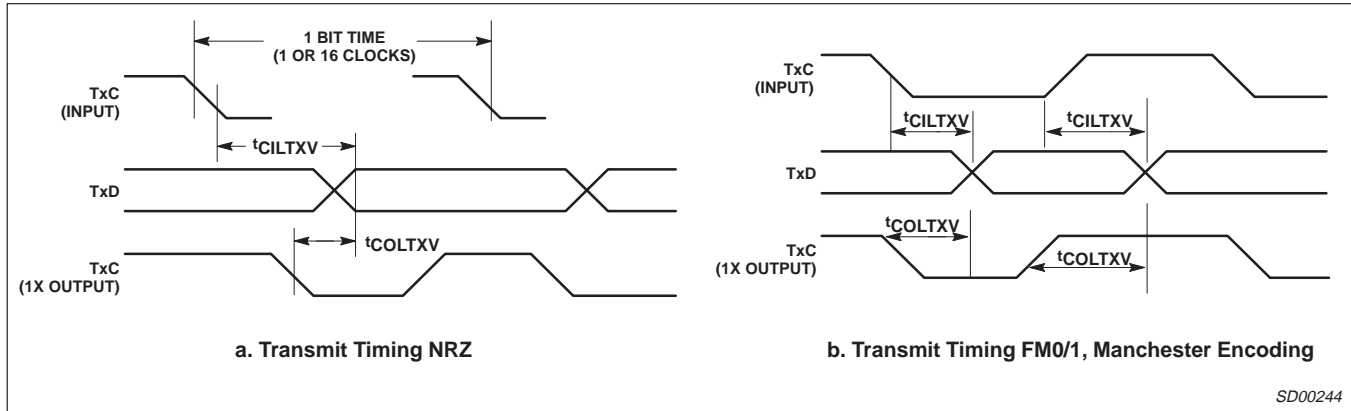 1 BIT TIME
(1 OR 16 CLOCKS)
TxC
(INPUT)
tCILTXV
TxD
tCOLTXV
TxC
(1X OUTPUT)
a. Transmit Timing NRZ
TxC
(INPUT)
tCILTXV tCILTXV
TxD
tCOLTXV
TxC
(1X OUTPUT)
tCOLTXV
b. Transmit Timing FM0/1, Manchester Encoding
SD00244